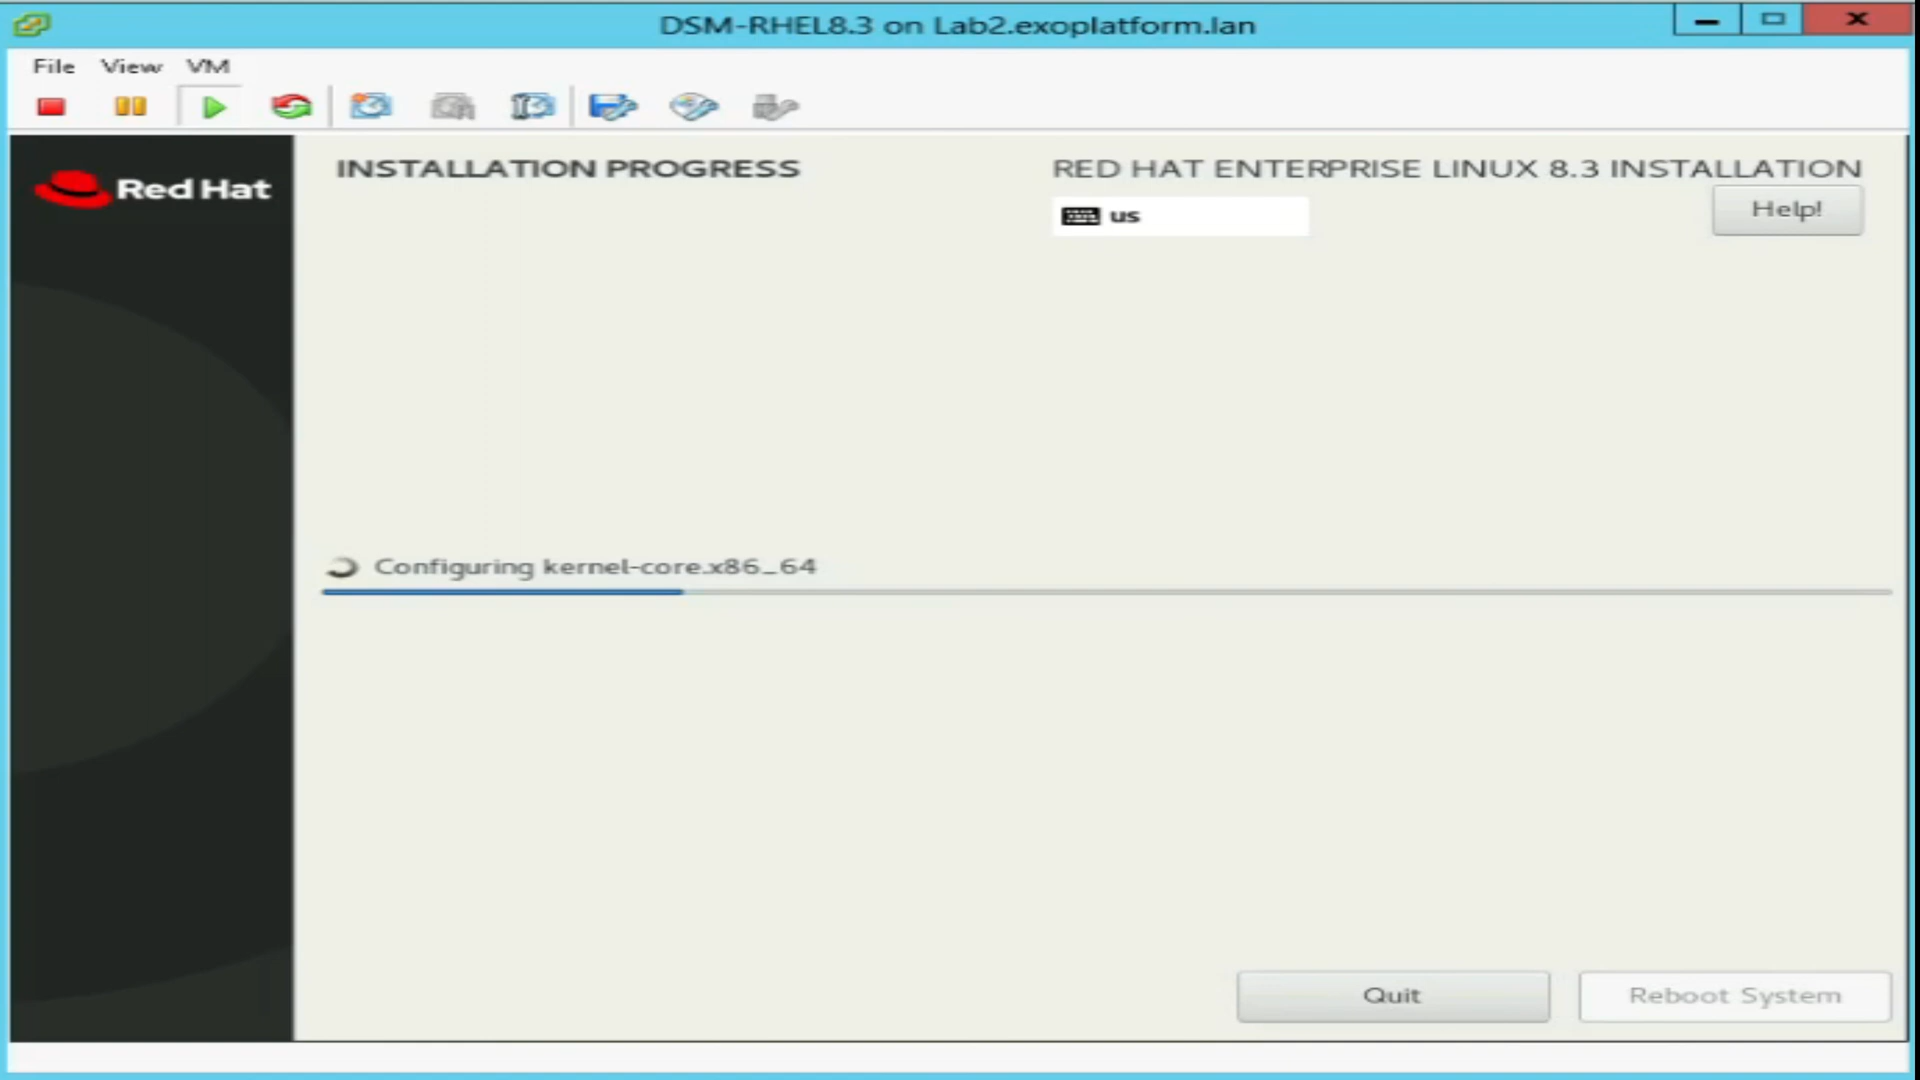 DSM-RHEL8.3 on Lab2.exoplatform.lan
File View VM
Red Hat
INSTALLATION PROGRESS
RED HAT ENTERPRISE LINUX 8.3 INSTALLATION
us
Help!
Configuring kernel-core.x86_64
Quit
Reboot System